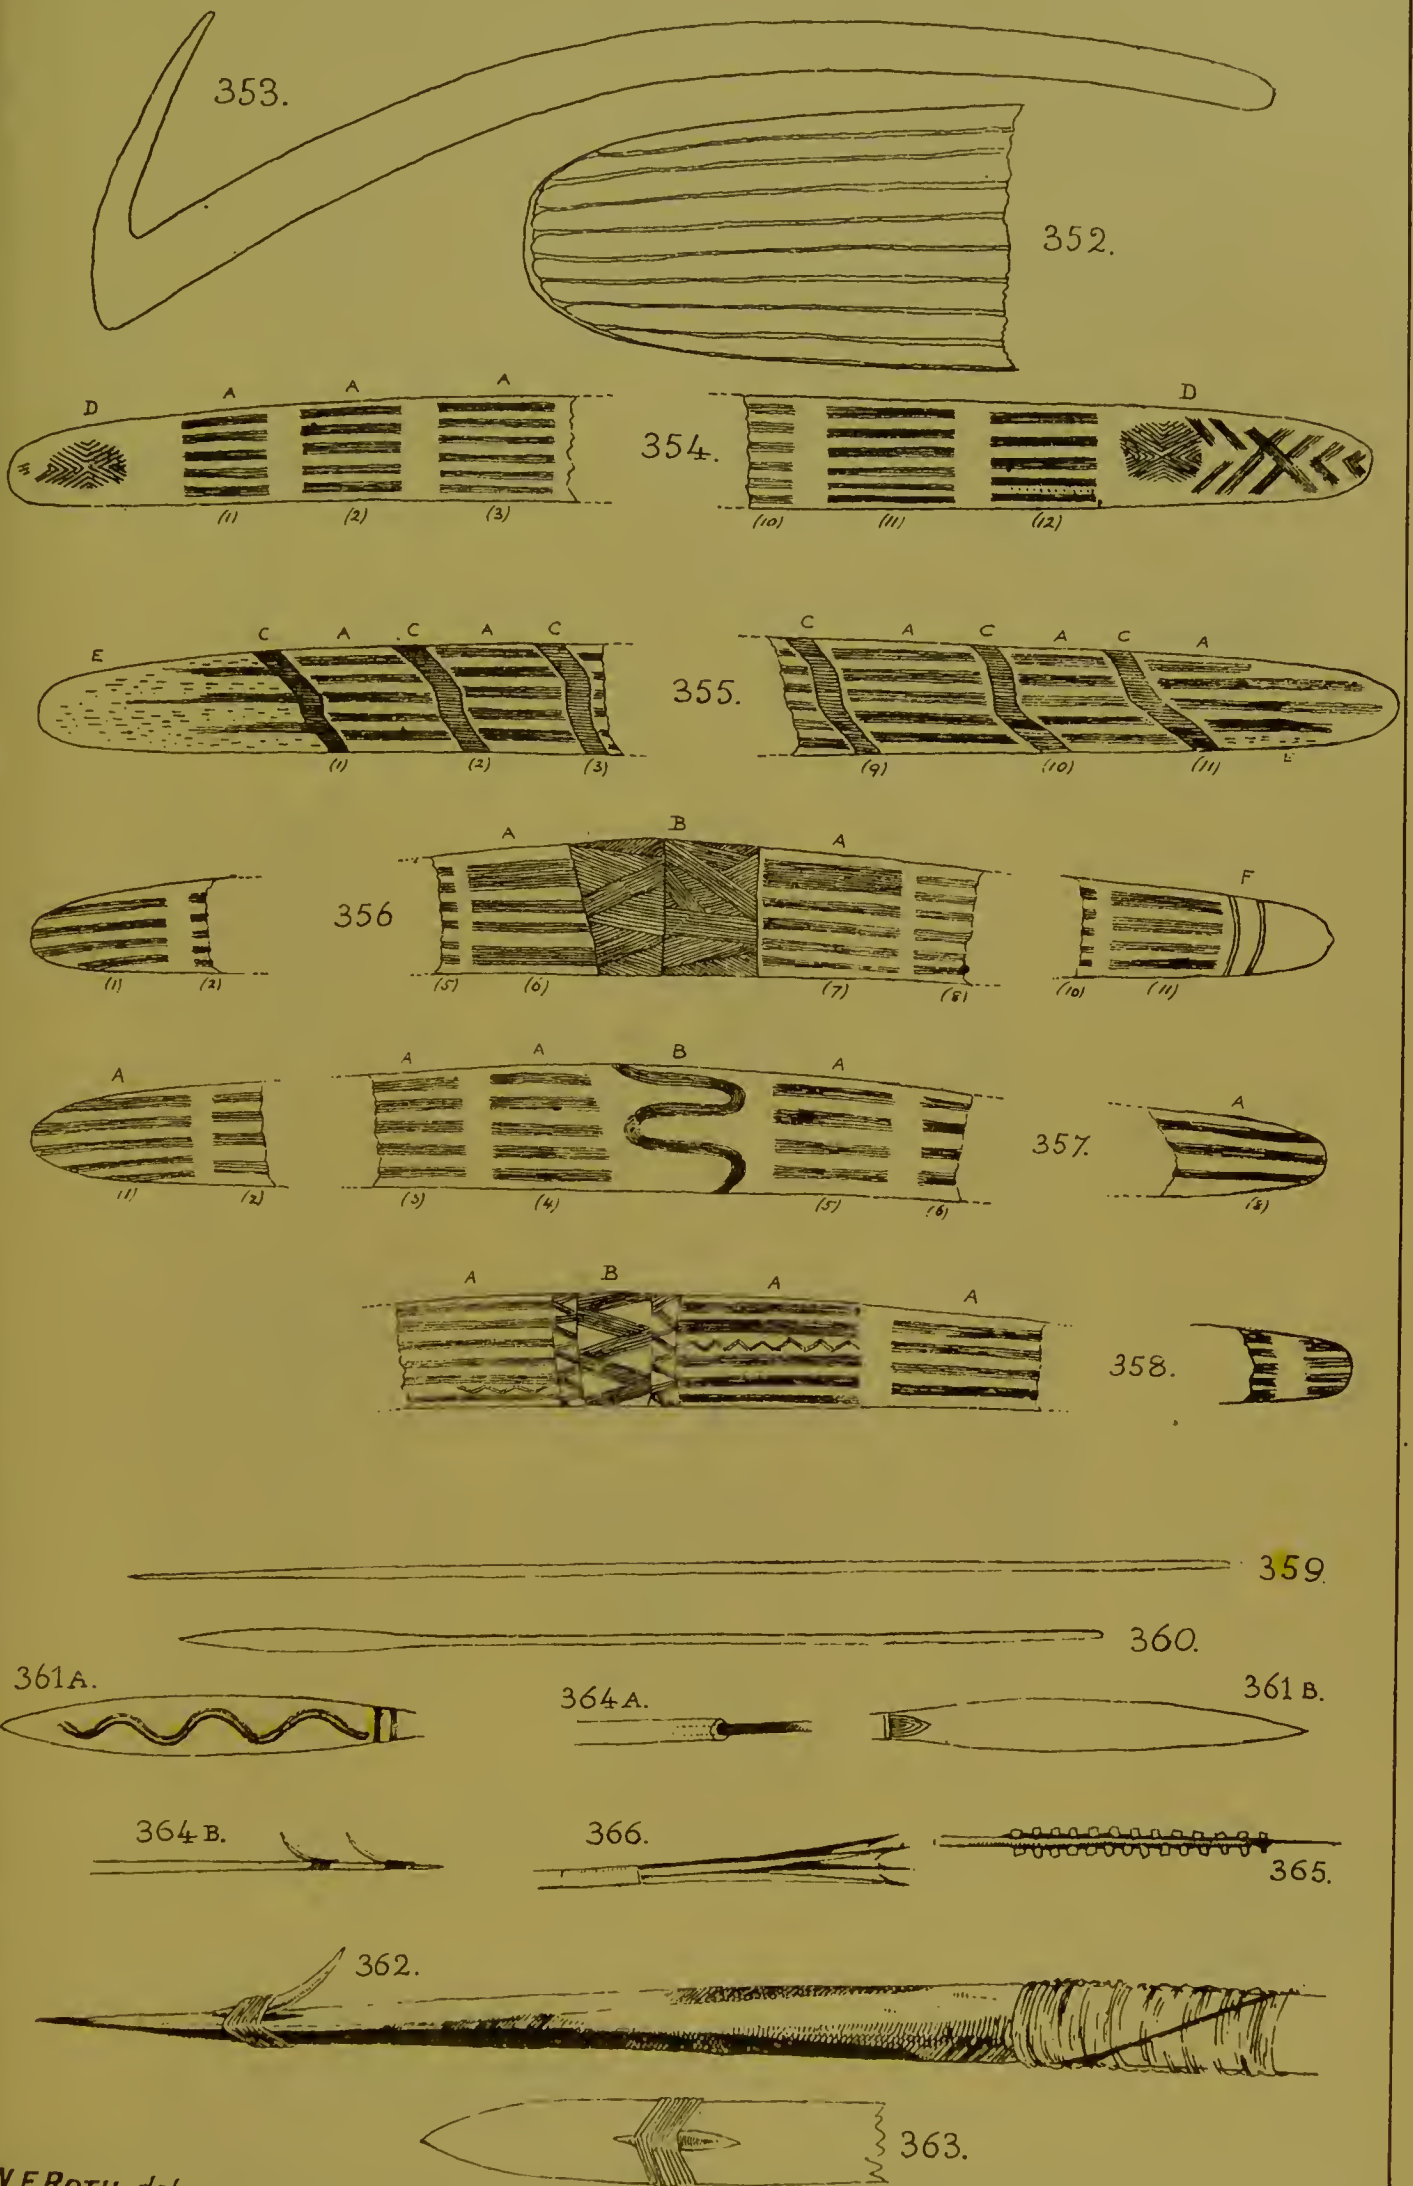 353.
352.
D A A A D
354.
(1) (2) (3) (10) (11) (12)
E C A C A C C A C A C A
355.
(1) (2) (3) (9) (10) (11) E
A B A F
356
(1) (2) (5) (6) (7) (8) (10) (11)
A A A B A A
357.
(1) (2) (3) (4) (5) (6) (8)
A B A A
358.
359.
360.
361A.
364A.
361B.
364B.
366.
365.
362.
363.
W.E.ROTH del